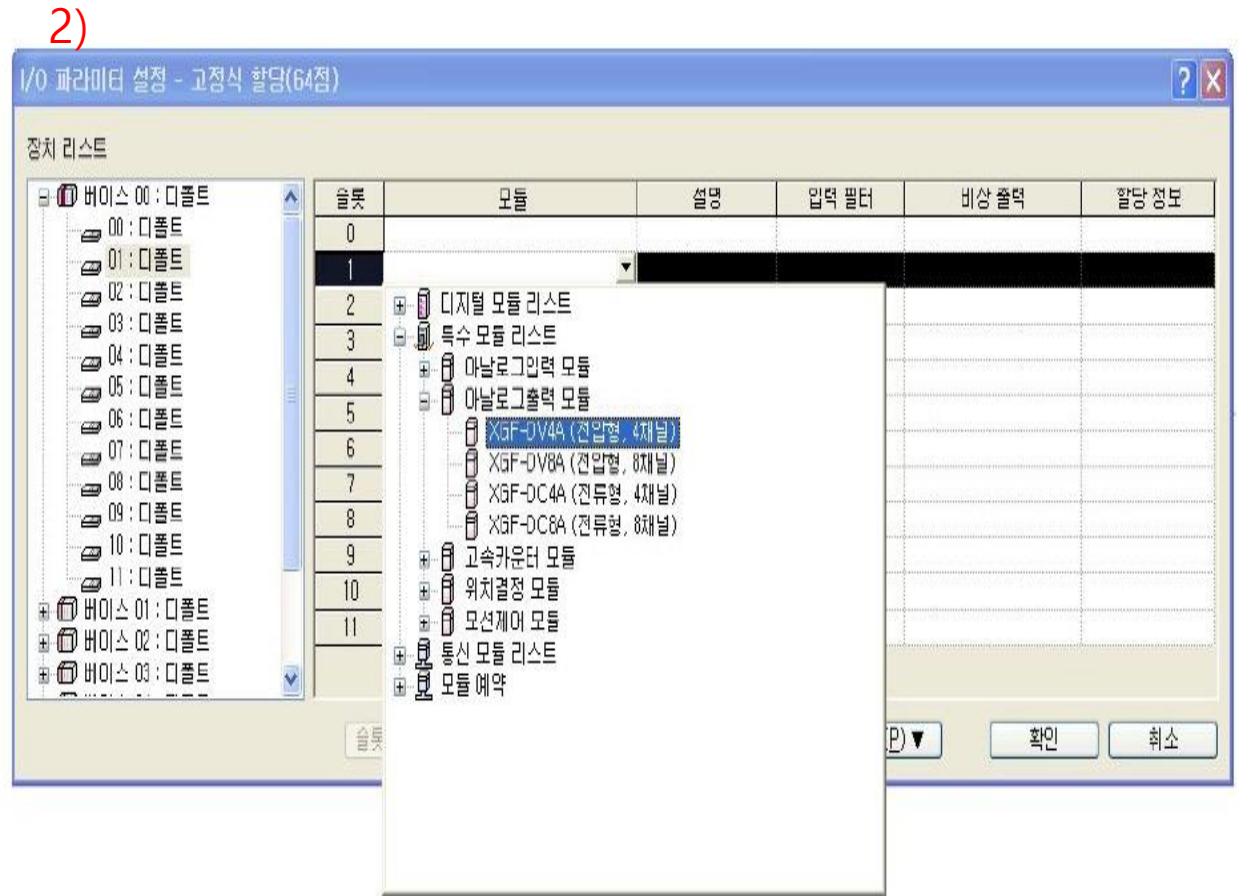 2)
I/O 파라미터 설정 - 고정식 할당(64점)
장치 리스트
베이스 00 : 디폴트
00 : 디폴트
01 : 디폴트
02 : 디폴트
03 : 디폴트
04 : 디폴트
05 : 디폴트
06 : 디폴트
07 : 디폴트
08 : 디폴트
09 : 디폴트
10 : 디폴트
11 : 디폴트
베이스 01 : 디폴트
베이스 02 : 디폴트
베이스 03 : 디폴트
슬롯 모듈 설명 입력 필터 비상 출력 할당 정보
0
1
2
3
4
5
6
7
8
9
10
11
디지털 모듈 리스트
특수 모듈 리스트
아날로그입력 모듈
아날로그출력 모듈
XGF-DV4A (전압형, 4채널)
XGF-DV8A (전압형, 8채널)
XGF-DC4A (전류형, 4채널)
XGF-DC8A (전류형, 8채널)
고속카운터 모듈
위치결정 모듈
모션제어 모듈
통신 모듈 리스트
모듈 예약
슬롯 (P)▼ 확인 취소